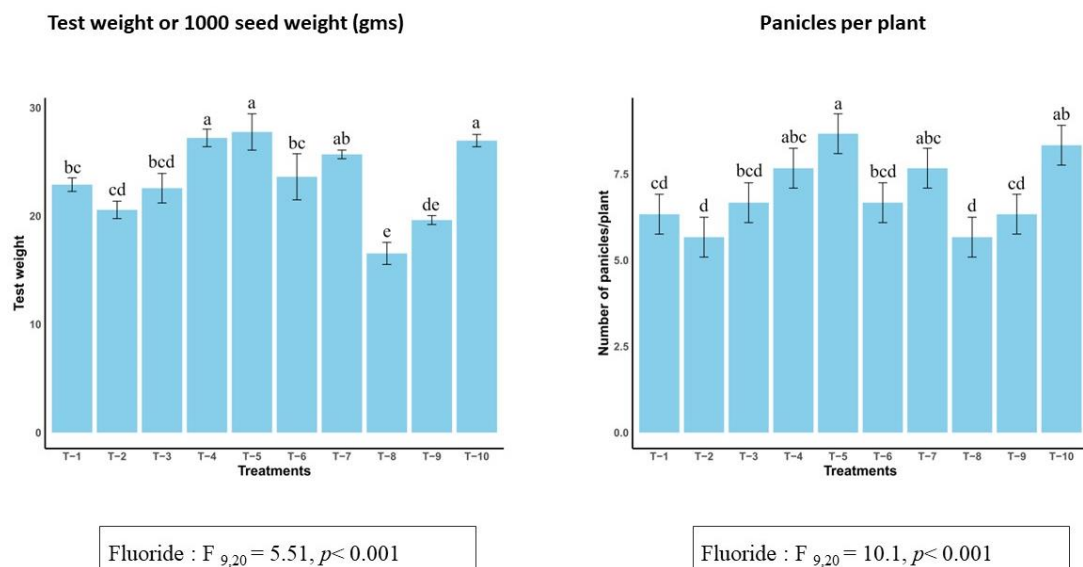 Test weight or 1000 seed weight (gms)
30
20
10
0
Test weight
bc
cd
bcd
a
a
bc
ab
e
de
a
T−1 T−2 T−3 T−4 T−5 T−6 T−7 T−8 T−9 T−10
Treatments
Fluoride : F 9,20 = 5.51, p< 0.001
Panicles per plant
7.5
5.0
2.5
0.0
Number of panicles/plant
cd
d
bcd
abc
a
bcd
abc
d
cd
ab
T−1 T−2 T−3 T−4 T−5 T−6 T−7 T−8 T−9 T−10
Treatments
Fluoride : F 9,20 = 10.1, p< 0.001